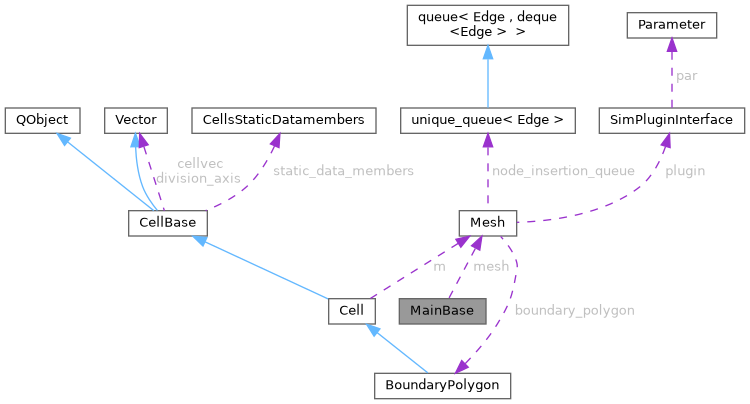 queue< Edge , deque
<Edge > >
Parameter
par
QObject
Vector
CellsStaticDatamembers
unique_queue< Edge >
SimPluginInterface
cellvec
division_axis
static_data_members
node_insertion_queue
plugin
CellBase
Mesh
m
mesh
Cell
MainBase
boundary_polygon
BoundaryPolygon